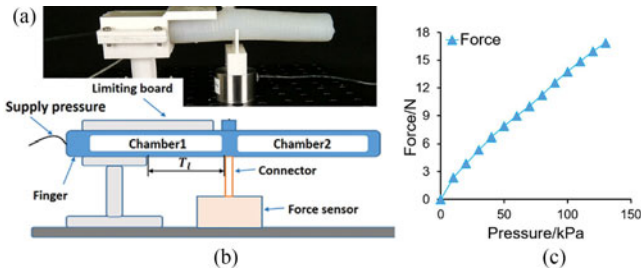 (a)
Limiting board
Supply pressure
Chamber1
Chamber2
T_l
Connector
Finger
Force sensor
(b)
Force/N
18
15
12
9
6
3
0
Force
0
50
100
150
Pressure/kPa
(c)